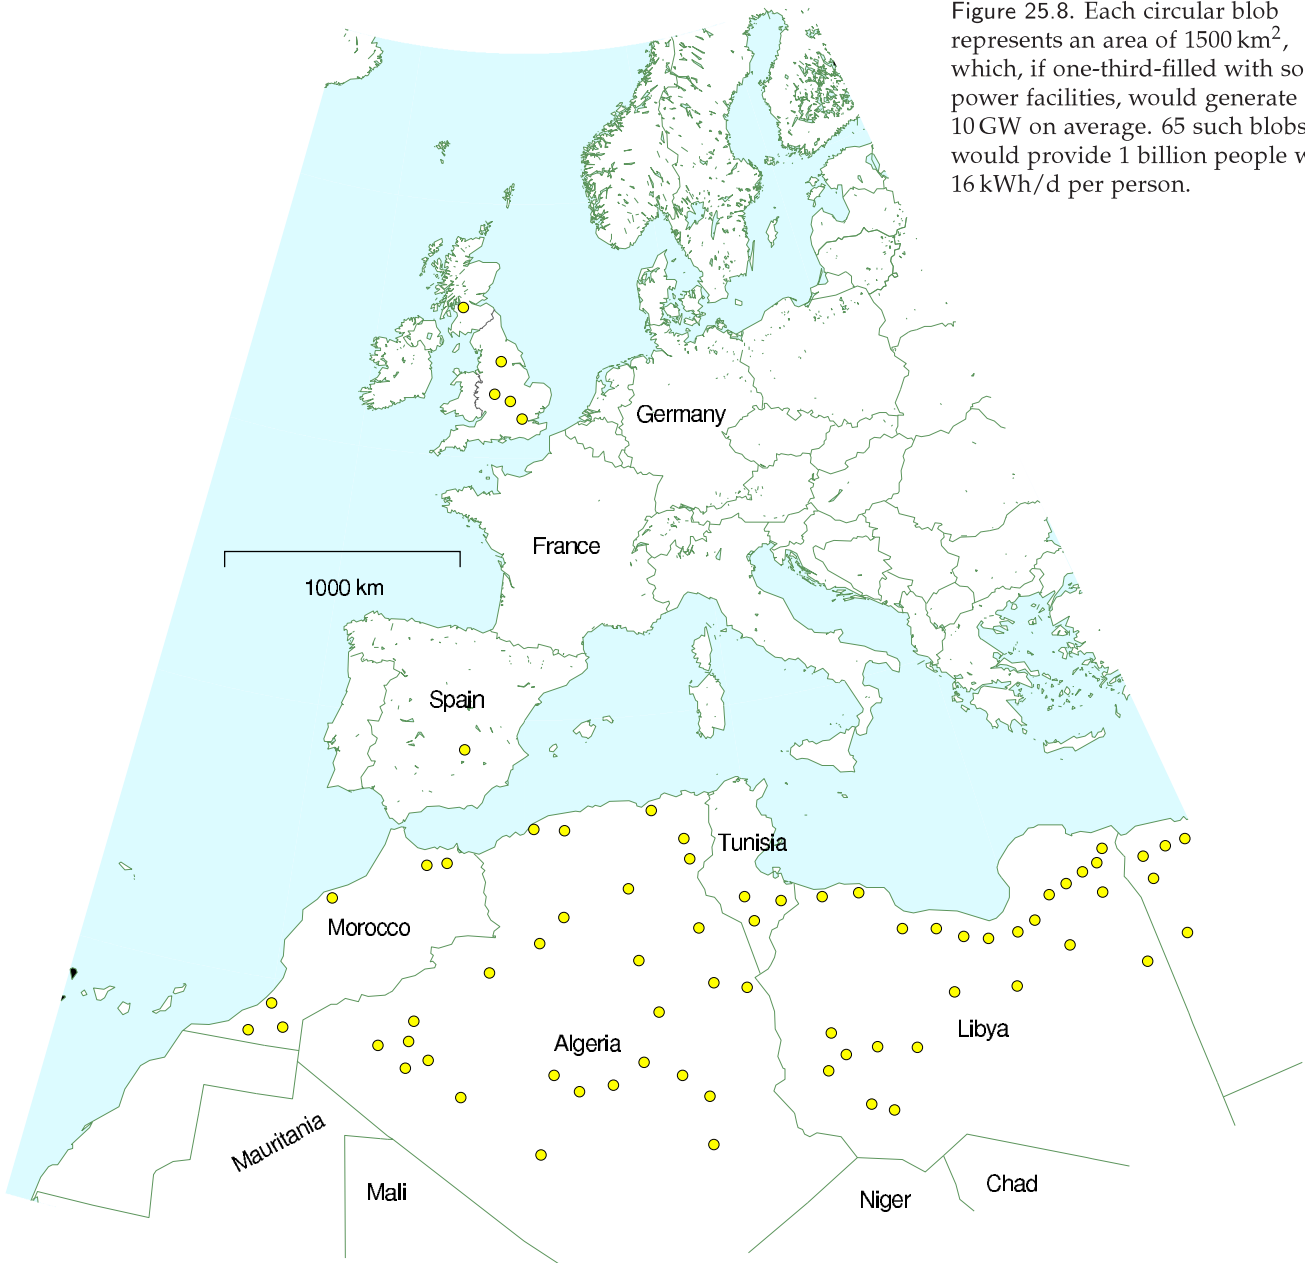 Figure 25.8. Each circular blob
represents an area of 1500 km²,
which, if one-third-filled with so
power facilities, would generate
10 GW on average. 65 such blobs
would provide 1 billion people w
16 kWh/d per person.
Germany
France
1000 km
Spain
Tunisia
Morocco
Algeria
Libya
Mauritania
Mali
Niger
Chad